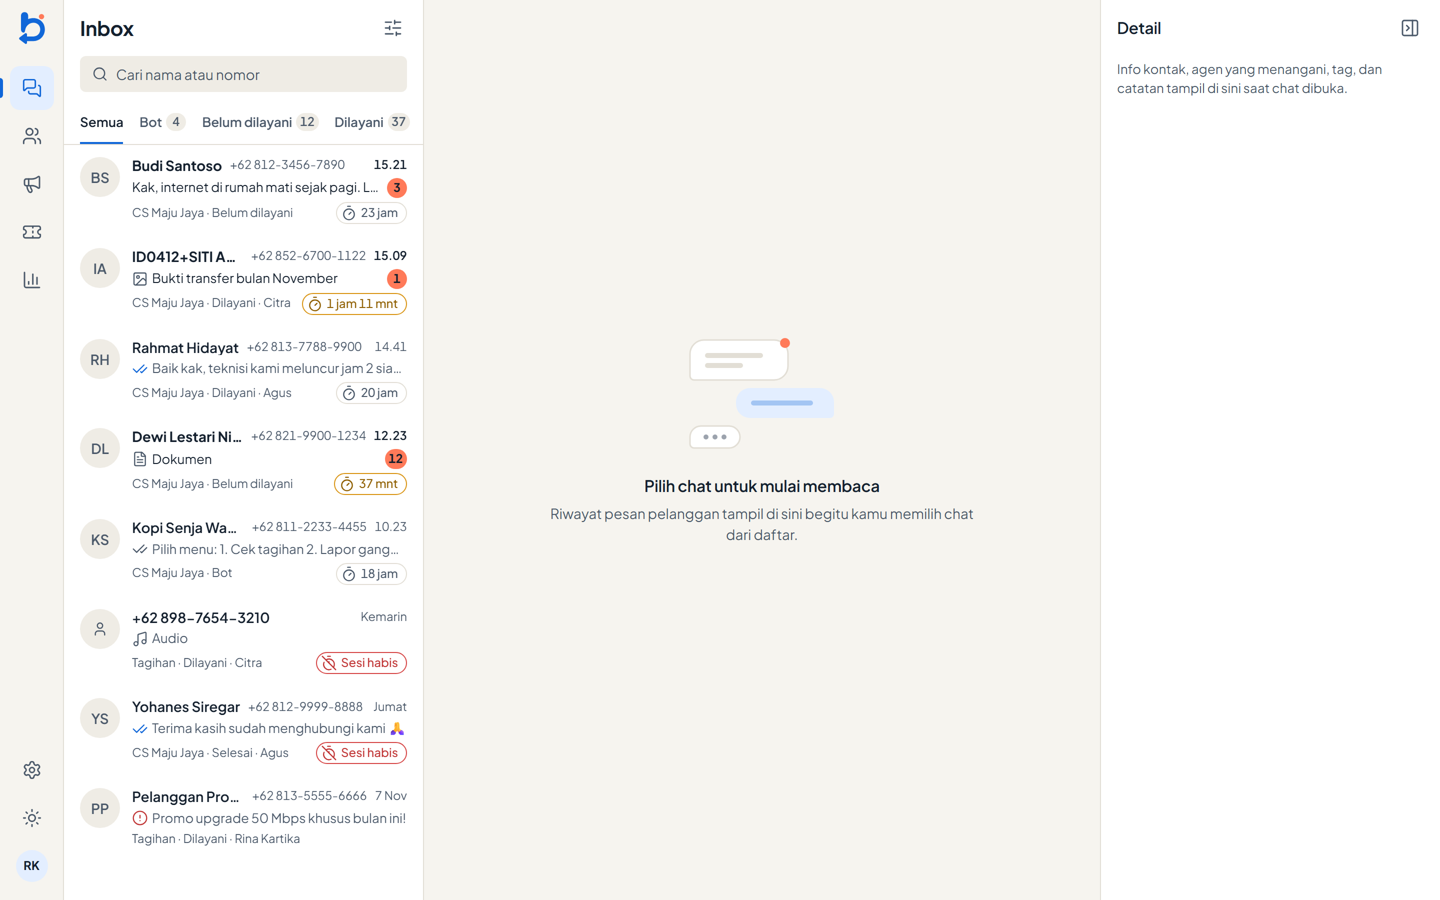 Inbox
Cari nama atau nomor
Semua Bot 4 Belum dilayani 12 Dilayani 37
BS Budi Santoso +62 812-3456-7890 15.21
Kak, internet di rumah mati sejak pagi. L... 3
CS Maju Jaya · Belum dilayani 23 jam
IA ID0412+SITI A... +62 852-6700-1122 15.09
Bukti transfer bulan November 1
CS Maju Jaya · Dilayani · Citra 1 jam 11 mnt
RH Rahmat Hidayat +62 813-7788-9900 14.41
Baik kak, teknisi kami meluncur jam 2 sia...
CS Maju Jaya · Dilayani · Agus 20 jam
DL Dewi Lestari Ni... +62 821-9900-1234 12.23
Dokumen 12
CS Maju Jaya · Belum dilayani 37 mnt
KS Kopi Senja Wa... +62 811-2233-4455 10.23
Pilih menu: 1. Cek tagihan 2. Lapor gang...
CS Maju Jaya · Bot 18 jam
+62 898-7654-3210 Kemarin
Audio
Tagihan · Dilayani · Citra Sesi habis
YS Yohanes Siregar +62 812-9999-8888 Jumat
Terima kasih sudah menghubungi kami 🙏
CS Maju Jaya · Selesai · Agus Sesi habis
PP Pelanggan Pro... +62 813-5555-6666 7 Nov
Promo upgrade 50 Mbps khusus bulan ini!
Tagihan · Dilayani · Rina Kartika
RK
Pilih chat untuk mulai membaca
Riwayat pesan pelanggan tampil di sini begitu kamu memilih chat
dari daftar.
Detail
Info kontak, agen yang menangani, tag, dan
catatan tampil di sini saat chat dibuka.